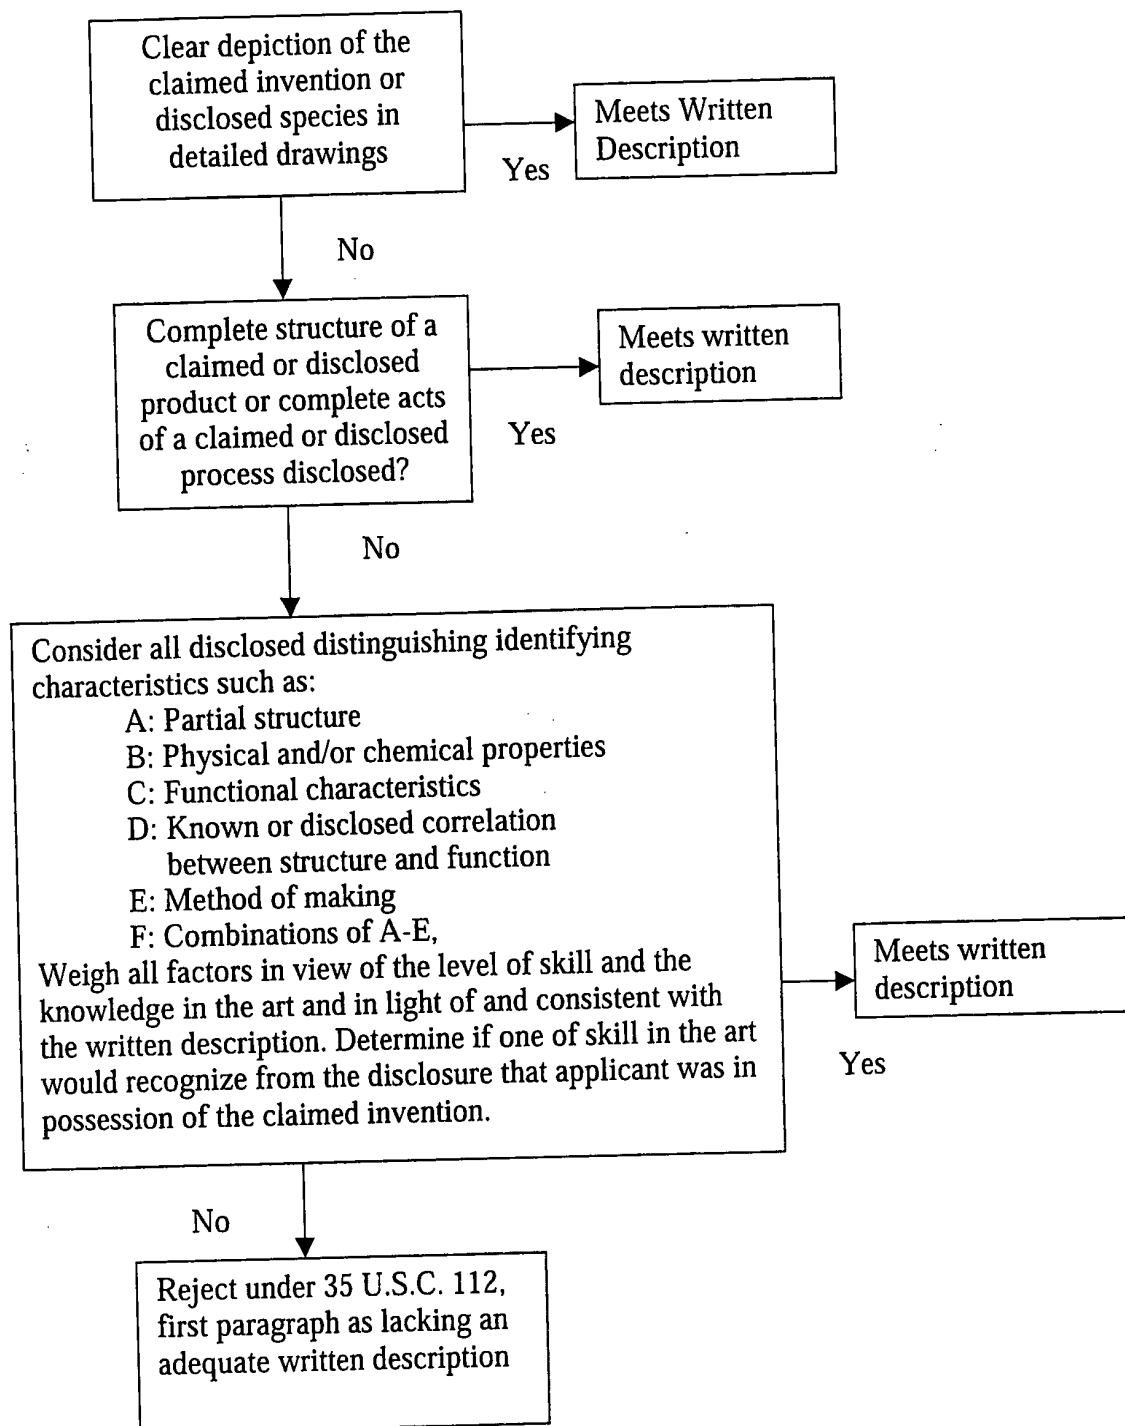 Clear depiction of the
claimed invention or
disclosed species in
detailed drawings
Meets Written
Description
Yes
No
Complete structure of a
claimed or disclosed
product or complete acts
of a claimed or disclosed
process disclosed?
Meets written
description
Yes
No
Consider all disclosed distinguishing identifying
characteristics such as:
A: Partial structure
B: Physical and/or chemical properties
C: Functional characteristics
D: Known or disclosed correlation
between structure and function
E: Method of making
F: Combinations of A-E,
Weigh all factors in view of the level of skill and the
knowledge in the art and in light of and consistent with
the written description. Determine if one of skill in the art
would recognize from the disclosure that applicant was in
possession of the claimed invention.
Meets written
description
Yes
No
Reject under 35 U.S.C. 112,
first paragraph as lacking an
adequate written description